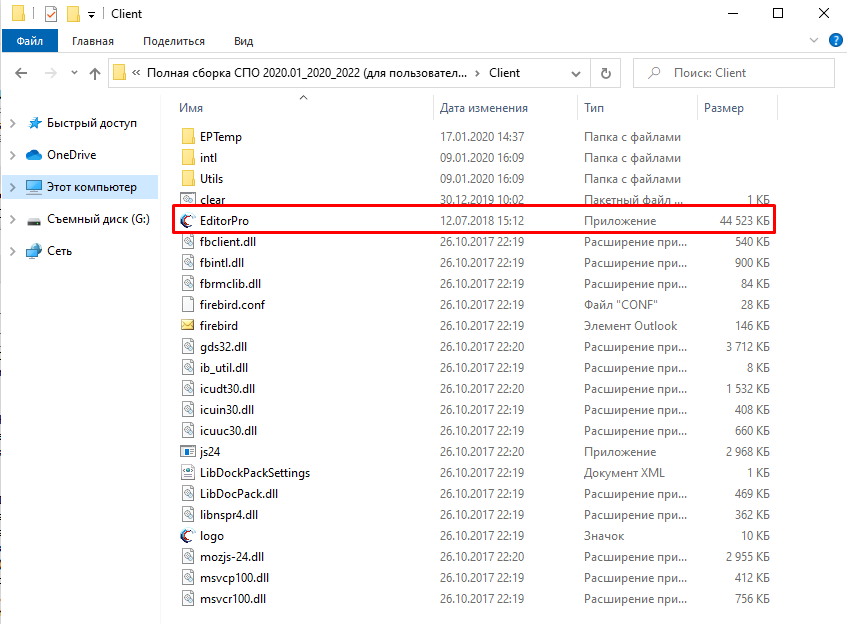 Client
Файл Главная Поделиться Вид
« Полная сборка СПО 2020.01_2020_2022 (для пользовател... › Client Поиск: Client
Имя Дата изменения Тип Размер
Быстрый доступ
OneDrive
Этот компьютер
Съемный диск (G:)
Сеть
EPTemp 17.01.2020 14:37 Папка с файлами
intl 09.01.2020 16:09 Папка с файлами
Utils 09.01.2020 16:09 Папка с файлами
clear 30.12.2019 10:02 Пакетный файл ... 1 КБ
EditorPro 12.07.2018 15:12 Приложение 44 523 КБ
fbclient.dll 26.10.2017 22:19 Расширение при... 540 КБ
fbintl.dll 26.10.2017 22:19 Расширение при... 900 КБ
fbrmclib.dll 26.10.2017 22:19 Расширение при... 84 КБ
firebird.conf 26.10.2017 22:19 Файл "CONF" 28 КБ
firebird 26.10.2017 22:19 Элемент Outlook 146 КБ
gds32.dll 26.10.2017 22:20 Расширение при... 3 712 КБ
ib_util.dll 26.10.2017 22:19 Расширение при... 8 КБ
icudt30.dll 26.10.2017 22:20 Расширение при... 1 532 КБ
icuin30.dll 26.10.2017 22:19 Расширение при... 408 КБ
icuuc30.dll 26.10.2017 22:19 Расширение при... 660 КБ
js24 26.10.2017 22:20 Приложение 2 968 КБ
LibDockPackSettings 26.10.2017 22:19 Документ XML 1 КБ
LibDocPack.dll 26.10.2017 22:19 Расширение при... 469 КБ
libnspr4.dll 26.10.2017 22:19 Расширение при... 362 КБ
logo 26.10.2017 22:19 Значок 10 КБ
mozjs-24.dll 26.10.2017 22:20 Расширение при... 2 955 КБ
msvcp100.dll 26.10.2017 22:19 Расширение при... 412 КБ
msvcr100.dll 26.10.2017 22:19 Расширение при... 756 КБ